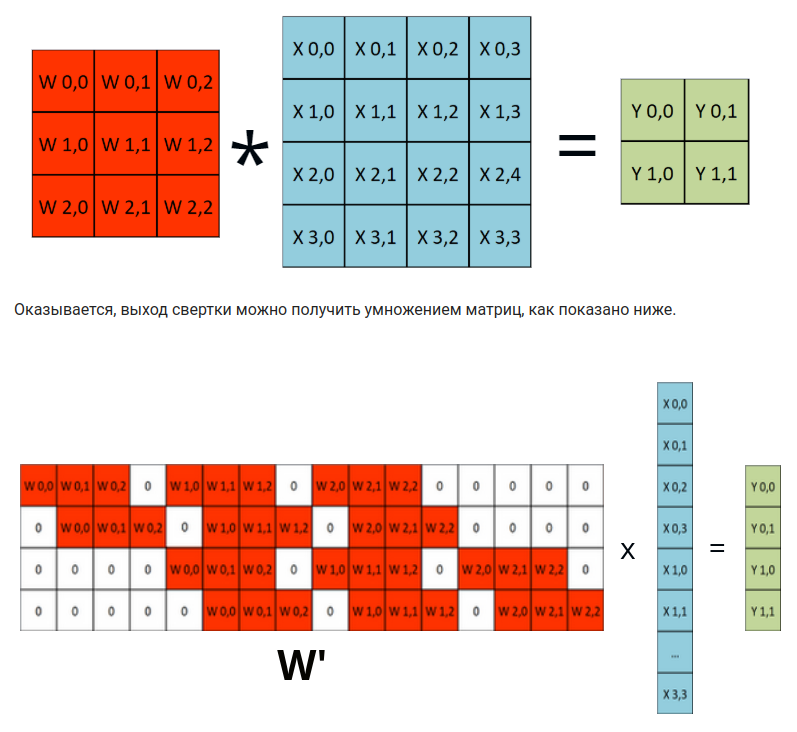 W 0,0 W 0,1 W 0,2
W 1,0 W 1,1 W 1,2
W 2,0 W 2,1 W 2,2
*
X 0,0 X 0,1 X 0,2 X 0,3
X 1,0 X 1,1 X 1,2 X 1,3
X 2,0 X 2,1 X 2,2 X 2,4
X 3,0 X 3,1 X 3,2 X 3,3
=
Y 0,0 Y 0,1
Y 1,0 Y 1,1
Оказывается, выход свертки можно получить умножением матриц, как показано ниже.
W 0,0 W 0,1 W 0,2 0 W 1,0 W 1,1 W 1,2 0 W 2,0 W 2,1 W 2,2 0 0 0 0 0
0 W 0,0 W 0,1 W 0,2 0 W 1,0 W 1,1 W 1,2 0 W 2,0 W 2,1 W 2,2 0 0 0 0
0 0 0 0 W 0,0 W 0,1 W 0,2 0 W 1,0 W 1,1 W 1,2 0 W 2,0 W 2,1 W 2,2 0
0 0 0 0 0 W 0,0 W 0,1 W 0,2 0 W 1,0 W 1,1 W 1,2 0 W 2,0 W 2,1 W 2,2
W'
x
X 0,0
X 0,1
X 0,2
X 0,3
X 1,0
X 1,1
...
X 3,3
=
Y 0,0
Y 0,1
Y 1,0
Y 1,1